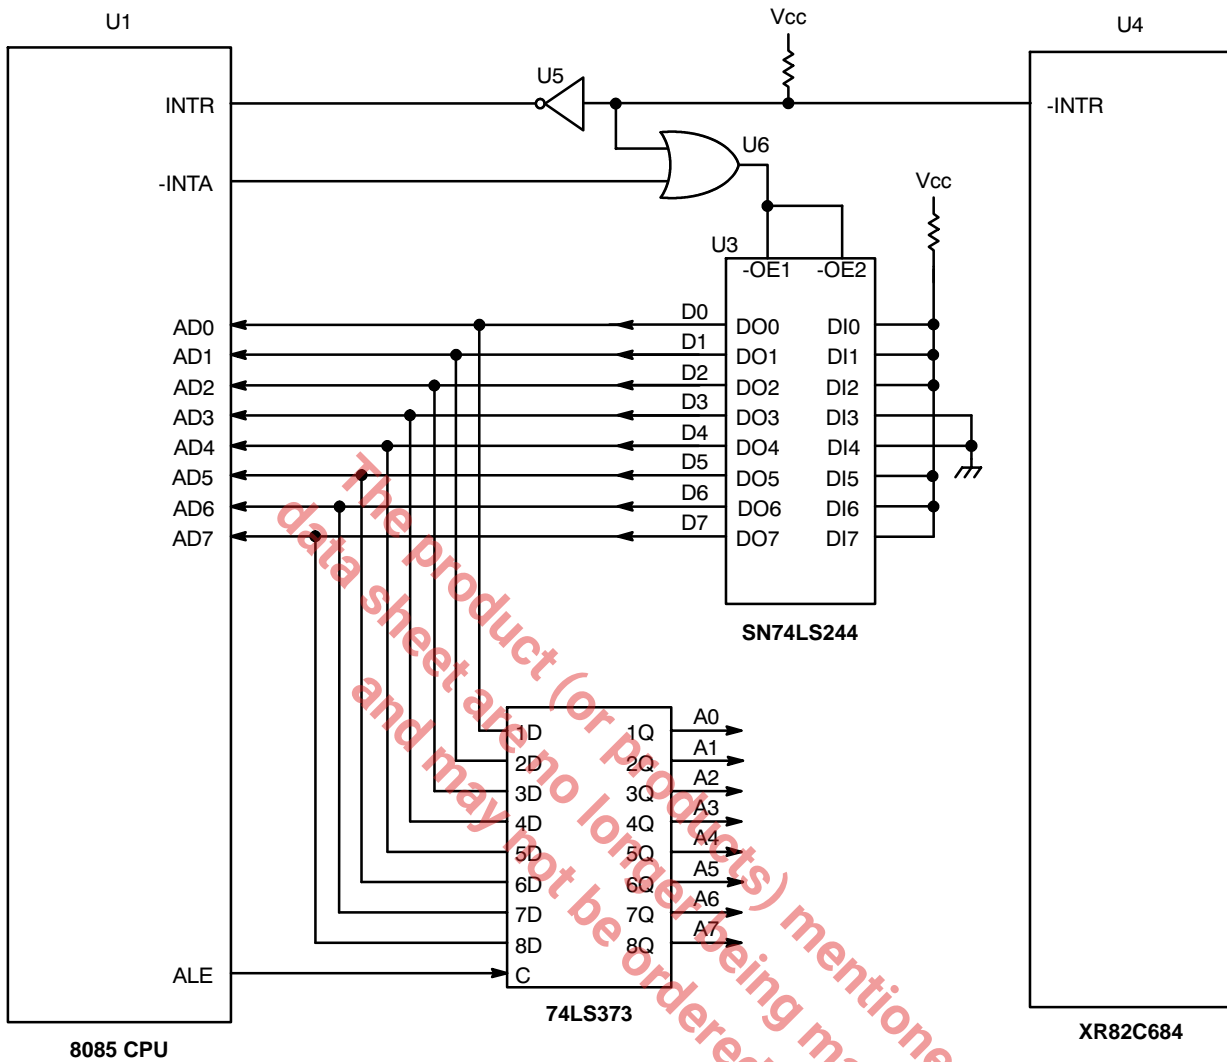 U1
Vcc
U4
U5
INTR
-INTR
U6
-INTA
Vcc
U3
-OE1 -OE2
AD0 D0 DO0 DI0
AD1 D1 DO1 DI1
AD2 D2 DO2 DI2
AD3 D3 DO3 DI3
AD4 D4 DO4 DI4
AD5 D5 DO5 DI5
AD6 D6 DO6 DI6
AD7 D7 DO7 DI7
SN74LS244
1D 1Q A0
2D 2Q A1
3D 3Q A2
4D 4Q A3
5D 5Q A4
6D 6Q A5
7D 7Q A6
8D 8Q A7
ALE C
74LS373
8085 CPU
XR82C684
The product (or products) mentione
data sheet are no longer being ma
and may not be ordered